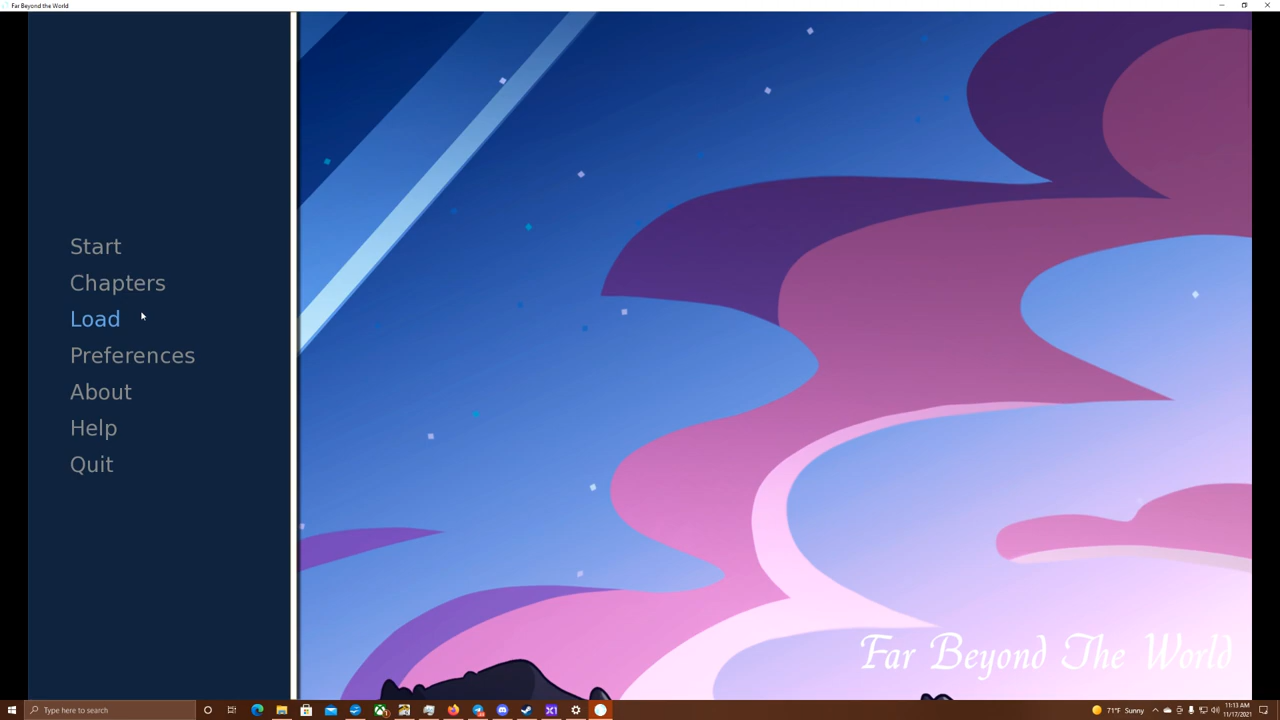 Far Beyond the World
Start
Chapters
Load
Preferences
About
Help
Quit
Far Beyond The World
Type here to search
71°F Sunny
11:13 AM
11/17/2021